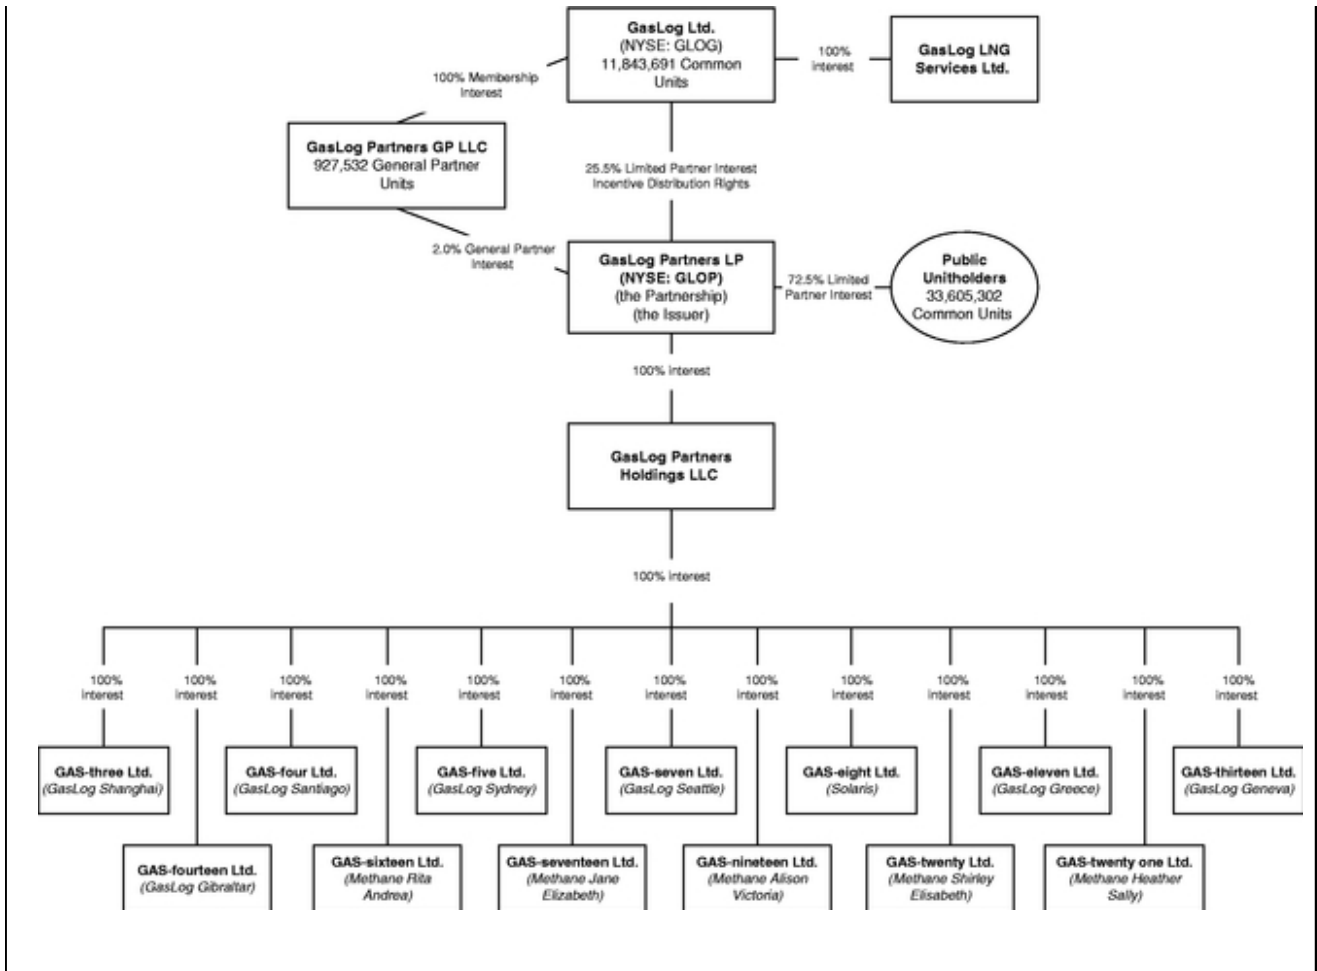 GasLog Ltd.
(NYSE: GLOG)
11,843,691 Common
Units
100%
interest
GasLog LNG
Services Ltd.
100% Membership
Interest
GasLog Partners GP LLC
927,532 General Partner
Units
25.5% Limited Partner Interest
Incentive Distribution Rights
2.0% General Partner
Interest
GasLog Partners LP
(NYSE: GLOP)
(the Partnership)
(the Issuer)
72.5% Limited
Partner Interest
Public
Unitholders
33,605,302
Common Units
100% interest
GasLog Partners
Holdings LLC
100% interest
100%
interest
100%
interest
100%
interest
100%
interest
100%
interest
100%
interest
100%
interest
100%
interest
100%
interest
100%
interest
100%
interest
100%
interest
100%
interest
GAS-three Ltd.
(GasLog Shanghai)
GAS-four Ltd.
(GasLog Santiago)
GAS-five Ltd.
(GasLog Sydney)
GAS-seven Ltd.
(GasLog Seattle)
GAS-eight Ltd.
(Solaris)
GAS-eleven Ltd.
(GasLog Greece)
GAS-thirteen Ltd.
(GasLog Geneva)
GAS-fourteen Ltd.
(GasLog Gibraltar)
GAS-sixteen Ltd.
(Methane Rita
Andrea)
GAS-seventeen Ltd.
(Methane Jane
Elizabeth)
GAS-nineteen Ltd.
(Methane Alison
Victoria)
GAS-twenty Ltd.
(Methane Shirley
Elisabeth)
GAS-twenty one Ltd.
(Methane Heather
Sally)